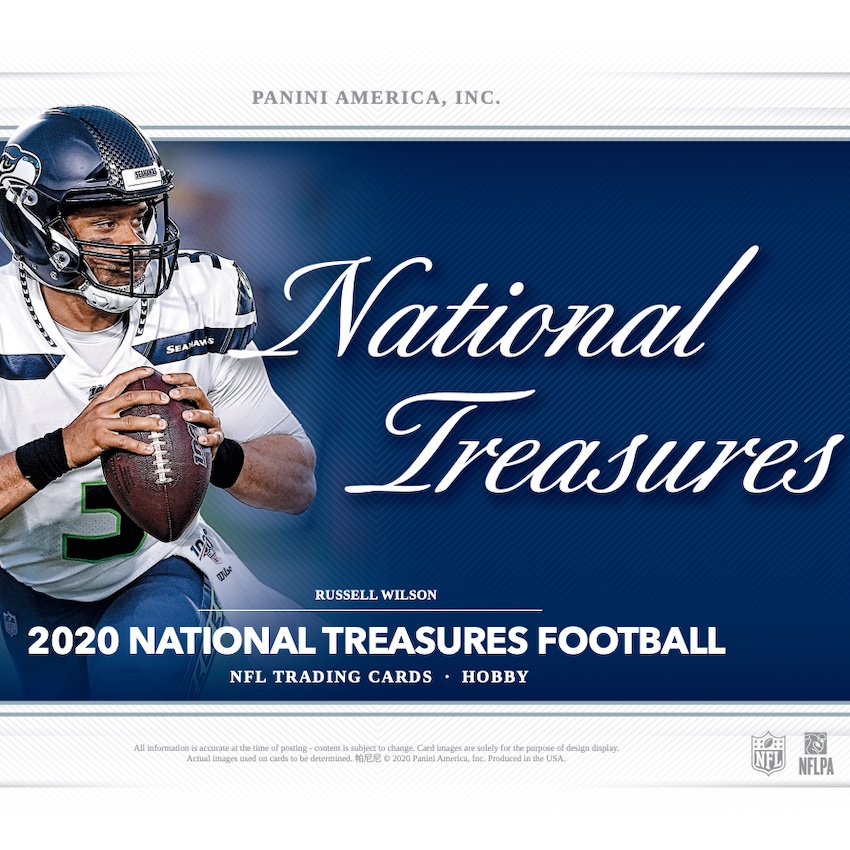 PANINI AMERICA, INC.
SEAHAWKS
SEAHAWKS
National
Treasures
3
100
Wilson
RUSSELL WILSON
2020 NATIONAL TREASURES FOOTBALL
NFL TRADING CARDS · HOBBY
All information is accurate at the time of posting - content is subject to change. Card images are solely for the purpose of design display.
Actual images used on cards to be determined. 帕尼尼 © 2020 Panini America, Inc. Produced in the USA.
NFL
NFLPA